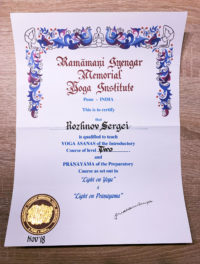 Ramāmani Iyengar
Memorial
Yoga Institute
Pune - INDIA
This is to certify
that
Rozhnov Sergei
is qualified to teach
YOGA ASANAS of the Introductory
Course of level Two
and
PRANAYAMA of the Preparatory
Course as set out in
"Light on Yoga"
&
"Light on Pranayama"
Nov'18